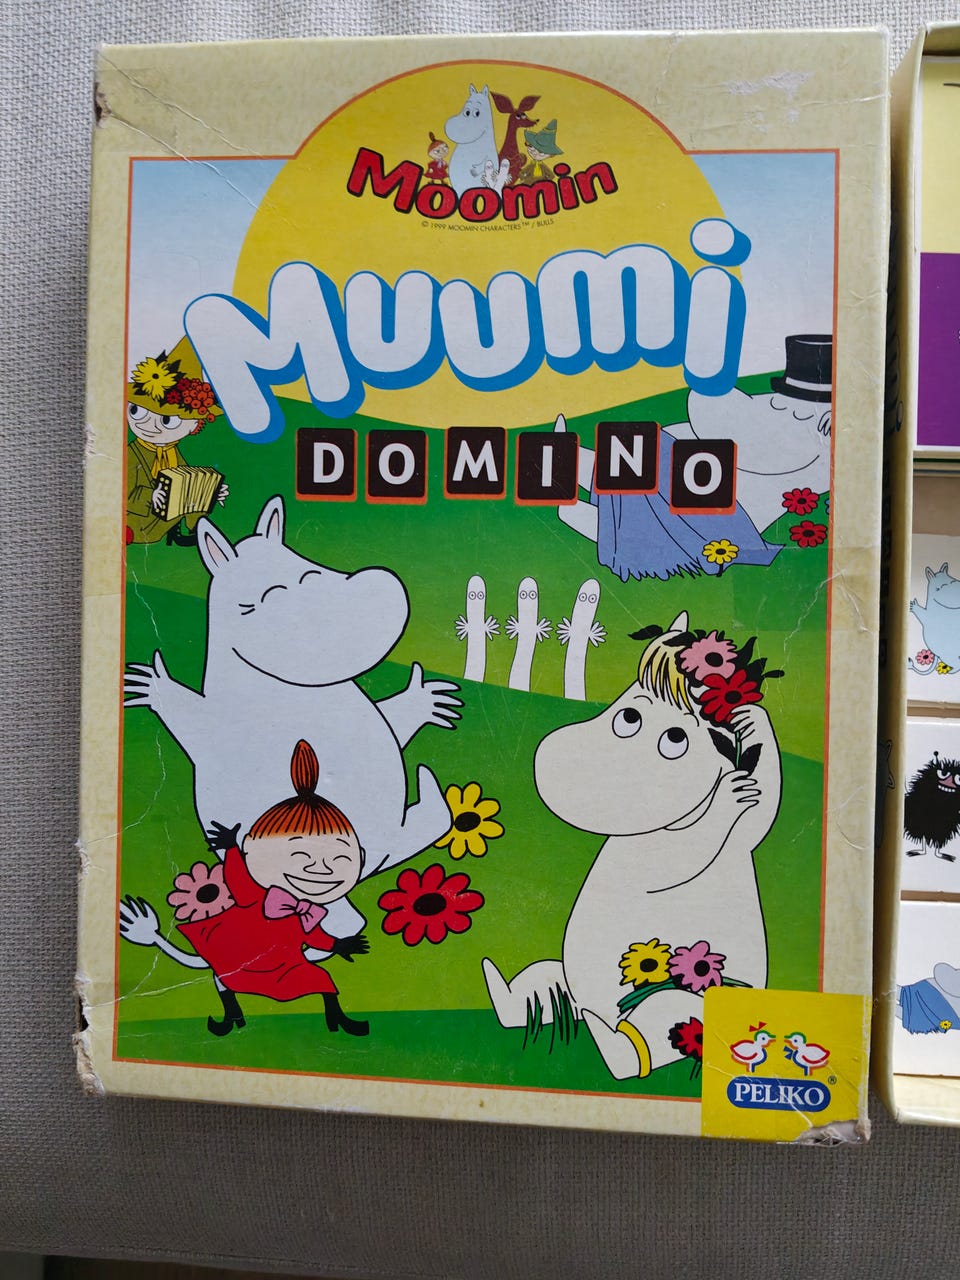 Moomin
© 1999 MOOMIN CHARACTERS™ / BULLS
Muumi
DOMINO
PELIKO®